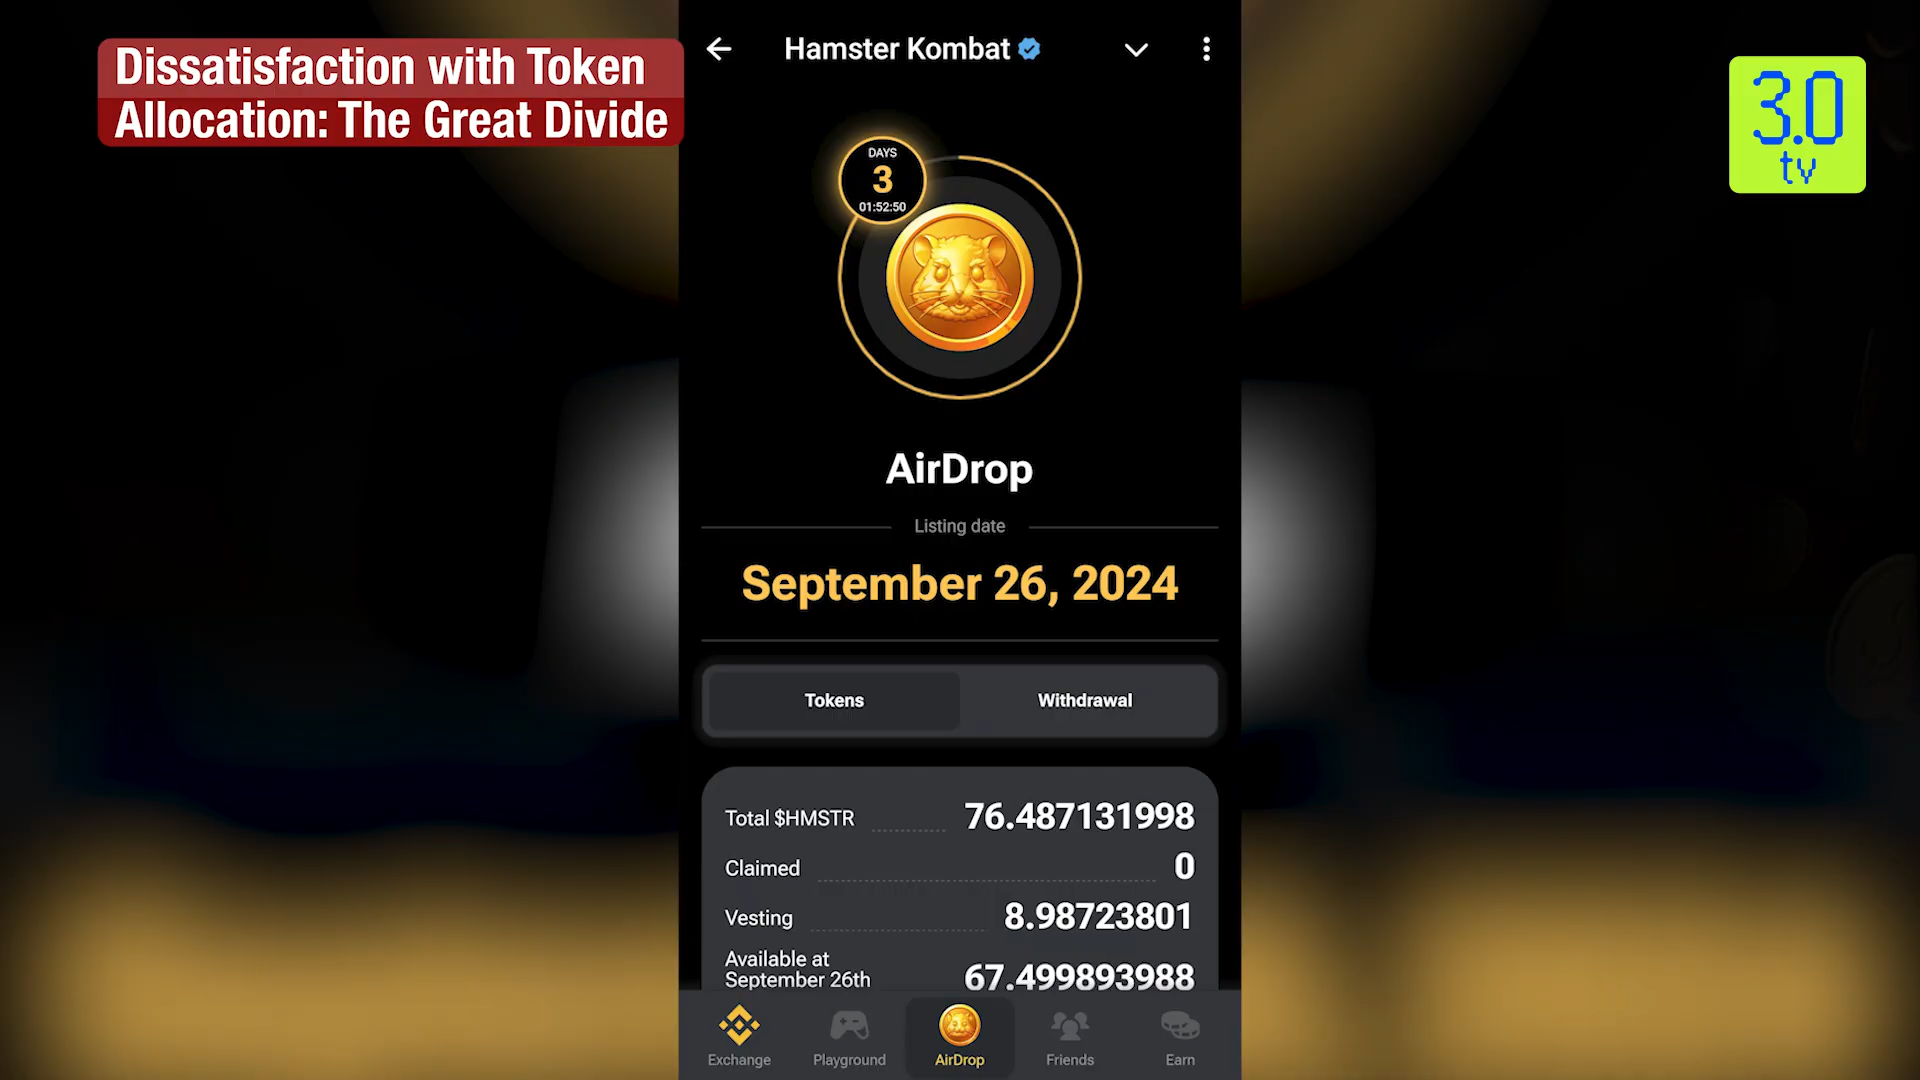 Dissatisfaction with Token
Allocation: The Great Divide
Hamster Kombat
3.0
tv
DAYS
3
01:52:50
AirDrop
Listing date
September 26, 2024
Tokens
Withdrawal
Total $HMSTR 76.487131998
Claimed 0
Vesting 8.98723801
Available at
September 26th 67.499893988
Exchange
Playground
AirDrop
Friends
Earn